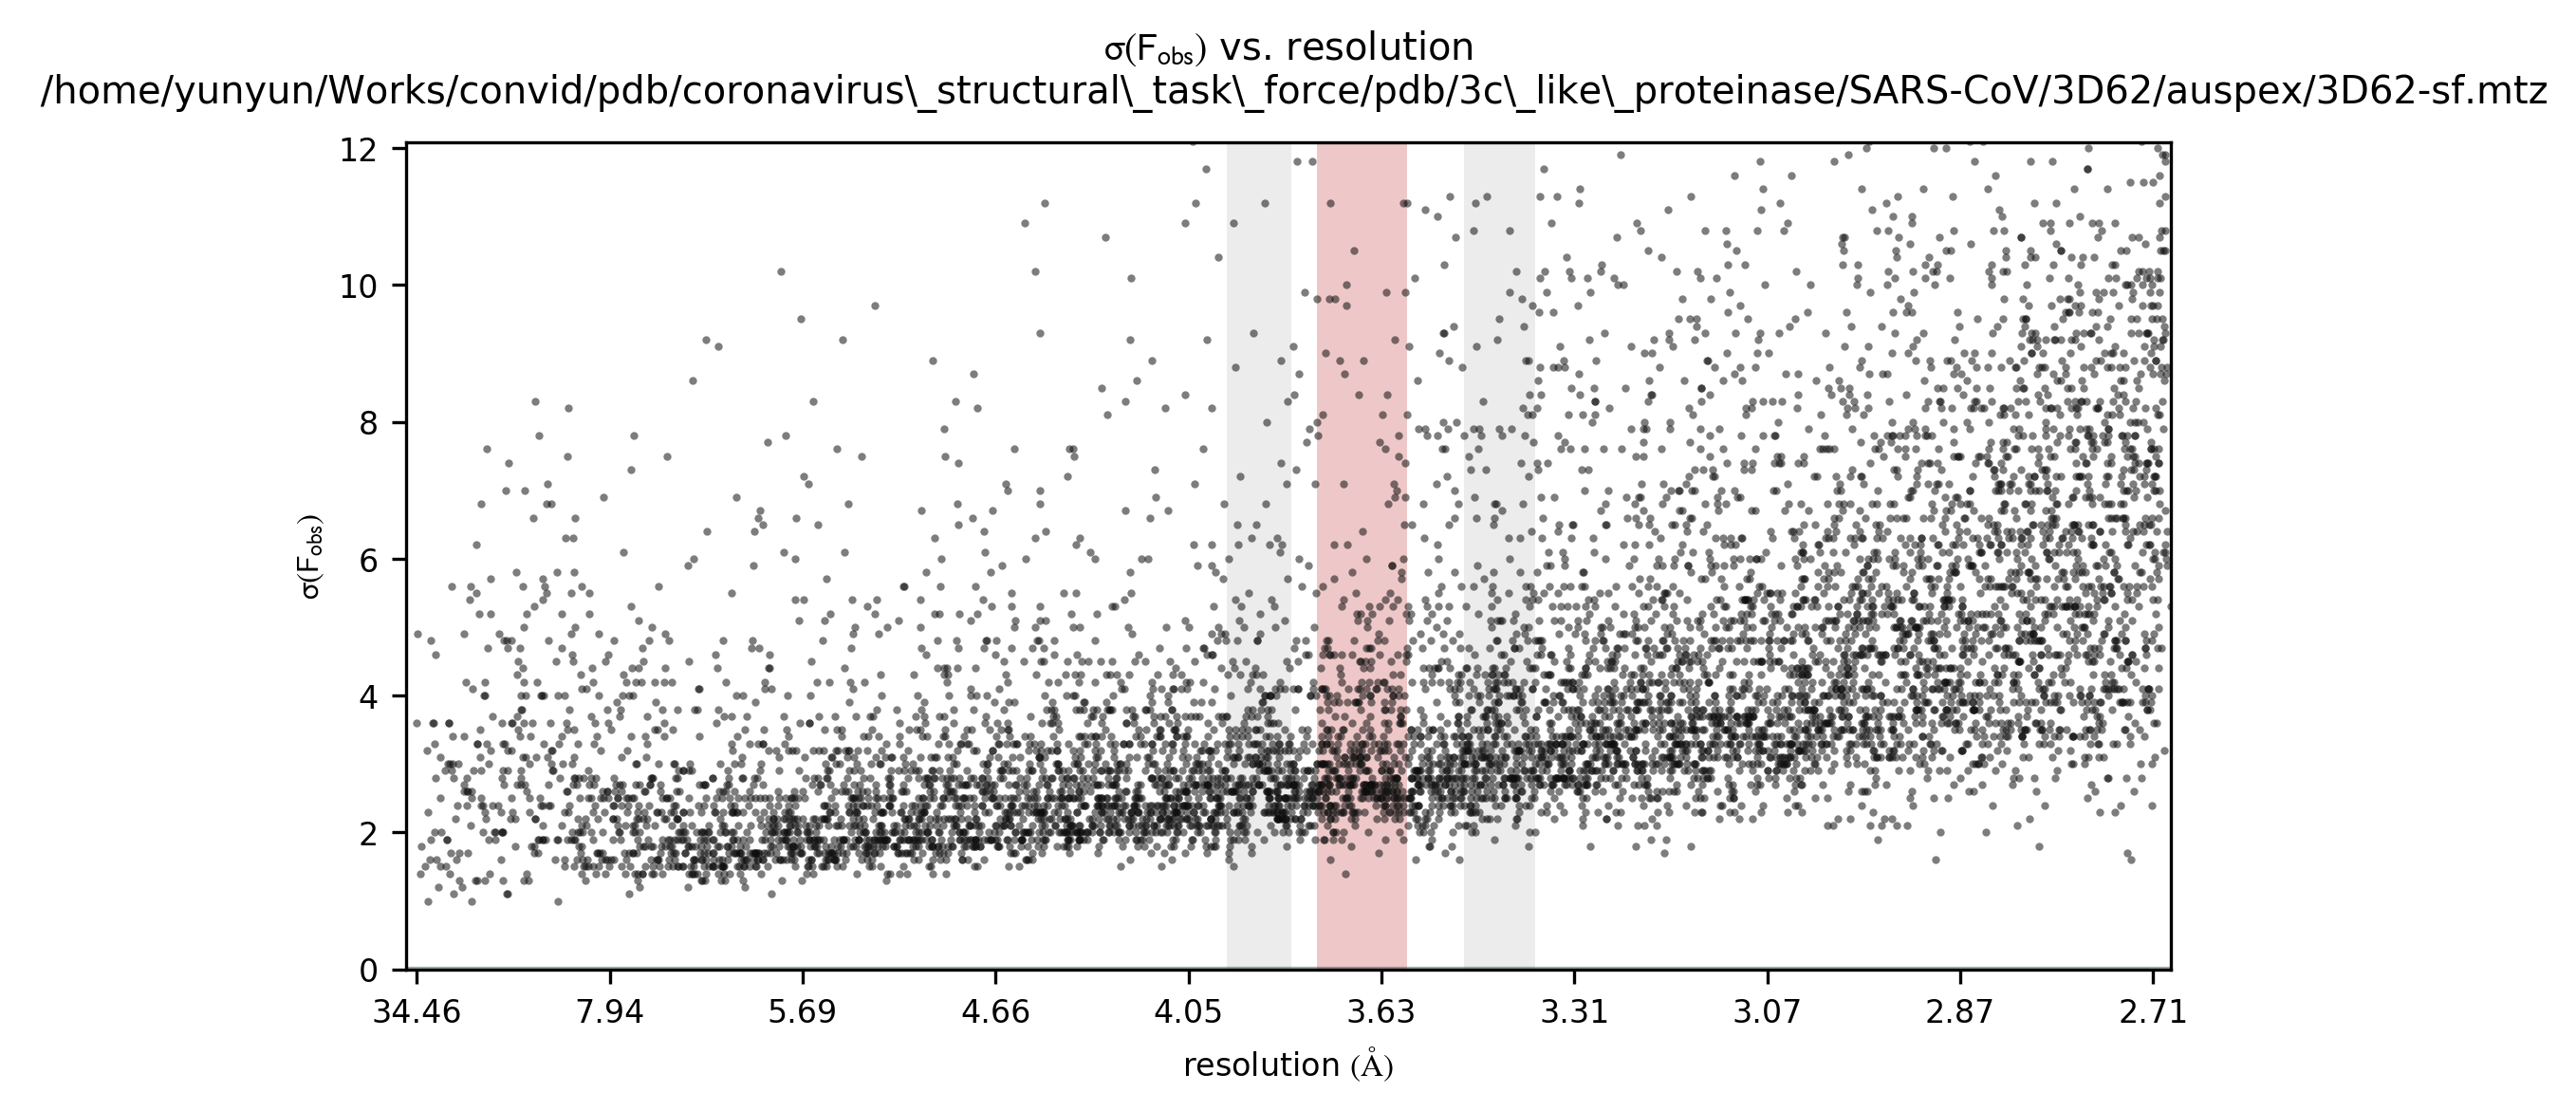 σ(Fobs) vs. resolution
/home/yunyun/Works/convid/pdb/coronavirus\_structural\_task\_force/pdb/3c\_like\_proteinase/SARS-CoV/3D62/auspex/3D62-sf.mtz
12
10
8
6
4
2
0
σ(Fobs)
34.46 7.94 5.69 4.66 4.05 3.63 3.31 3.07 2.87 2.71
resolution (Å)